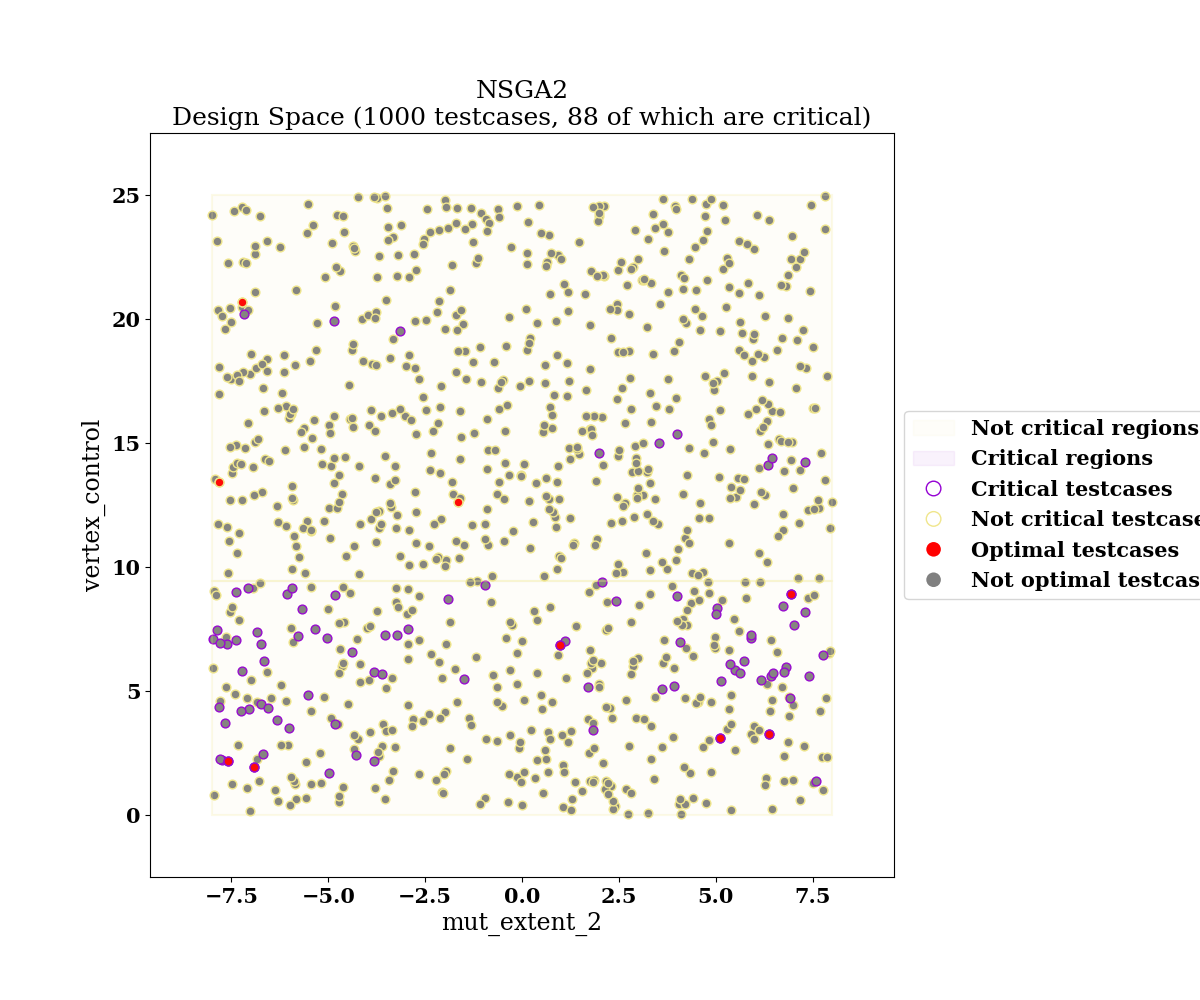 NSGA2
Design Space (1000 testcases, 88 of which are critical)
25
20
15
10
5
0
vertex_control
−7.5
−5.0
−2.5
0.0
2.5
5.0
7.5
mut_extent_2
Not critical regions
Critical regions
Critical testcases
Not critical testcase
Optimal testcases
Not optimal testcas